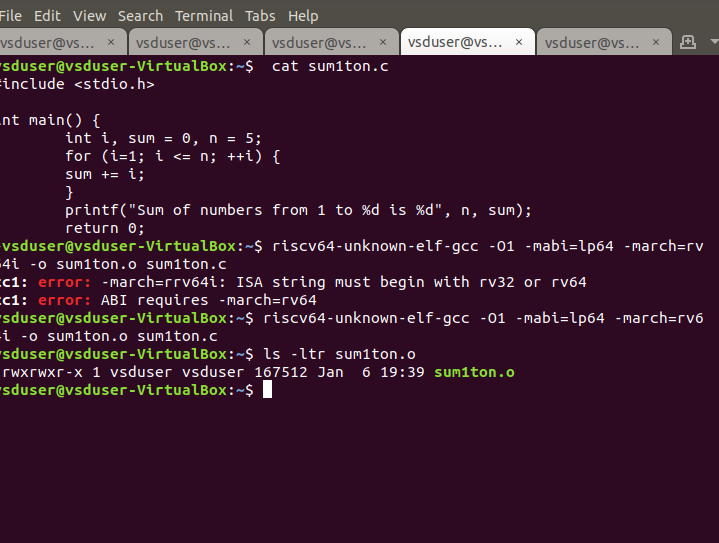 File Edit View Search Terminal Tabs Help
vsduser@vs... × vsduser@vs... × vsduser@vs... × vsduser@vs... × vsduser@vs... ×
vsduser@vsduser-VirtualBox:~$  cat sum1ton.c
#include <stdio.h>
int main() {
int i, sum = 0, n = 5;
for (i=1; i <= n; ++i) {
sum += i;
}
printf("Sum of numbers from 1 to %d is %d", n, sum);
return 0;
vsduser@vsduser-VirtualBox:~$ riscv64-unknown-elf-gcc -O1 -mabi=lp64 -march=rv
64i -o sum1ton.o sum1ton.c
cc1: error: -march=rrv64i: ISA string must begin with rv32 or rv64
cc1: error: ABI requires -march=rv64
vsduser@vsduser-VirtualBox:~$ riscv64-unknown-elf-gcc -O1 -mabi=lp64 -march=rv6
4i -o sum1ton.o sum1ton.c
vsduser@vsduser-VirtualBox:~$ ls -ltr sum1ton.o
-rwxrwxr-x 1 vsduser vsduser 167512 Jan  6 19:39 sum1ton.o
vsduser@vsduser-VirtualBox:~$